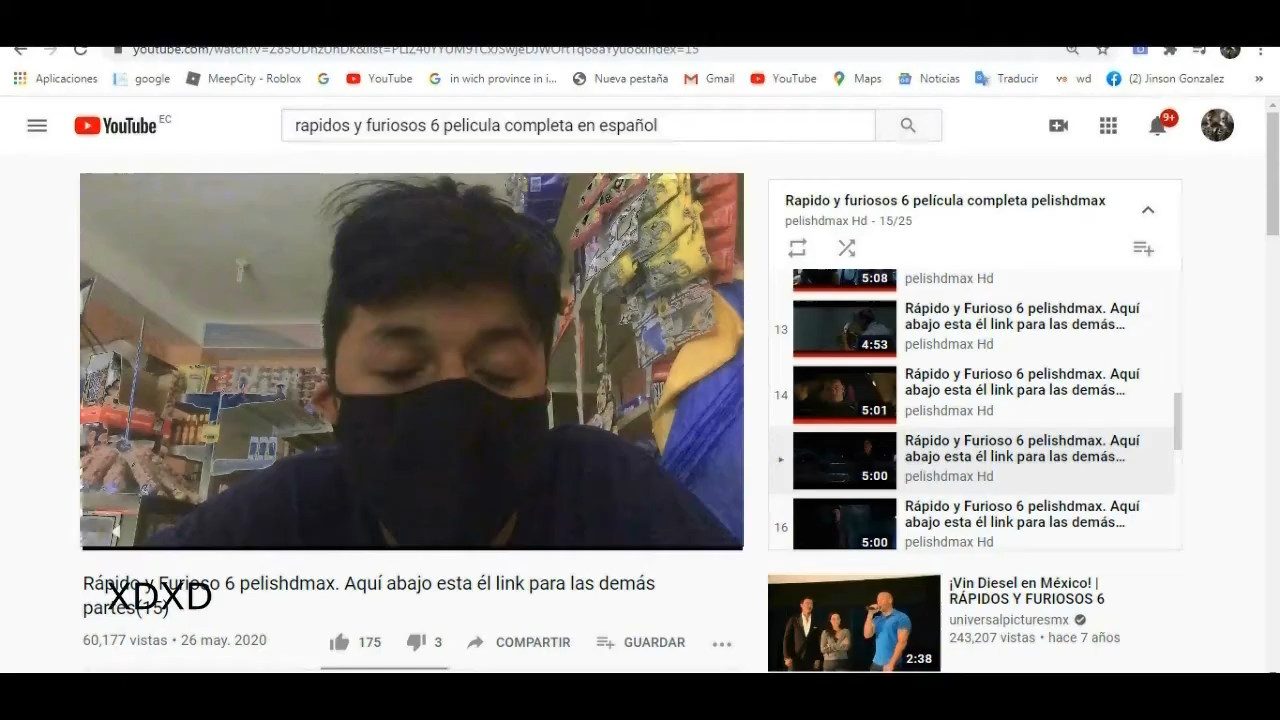 Aplicaciones google MeepCity - Roblox YouTube in wich province in i... Nueva pestaña Gmail YouTube Maps Noticias Traducir wd (2) Jinson Gonzalez »
YouTube EC
rapidos y furiosos 6 pelicula completa en español
9+
Rapido y furiosos 6 película completa pelishdmax
pelishdmax Hd - 15/25
5:08
pelishdmax Hd
13
4:53
Rápido y Furioso 6 pelishdmax. Aquí
abajo esta él link para las demás...
pelishdmax Hd
14
5:01
Rápido y Furioso 6 pelishdmax. Aquí
abajo esta él link para las demás...
pelishdmax Hd
5:00
Rápido y Furioso 6 pelishdmax. Aquí
abajo esta él link para las demás...
pelishdmax Hd
16
5:00
Rápido y Furioso 6 pelishdmax. Aquí
abajo esta él link para las demás...
pelishdmax Hd
Rápido y Furioso 6 pelishdmax. Aquí abajo esta él link para las demás
partes(15)
XDXD
60,177 vistas • 26 may. 2020
175
3
COMPARTIR
GUARDAR
2:38
¡Vin Diesel en México! |
RÁPIDOS Y FURIOSOS 6
universalpicturesmx
243,207 vistas • hace 7 años